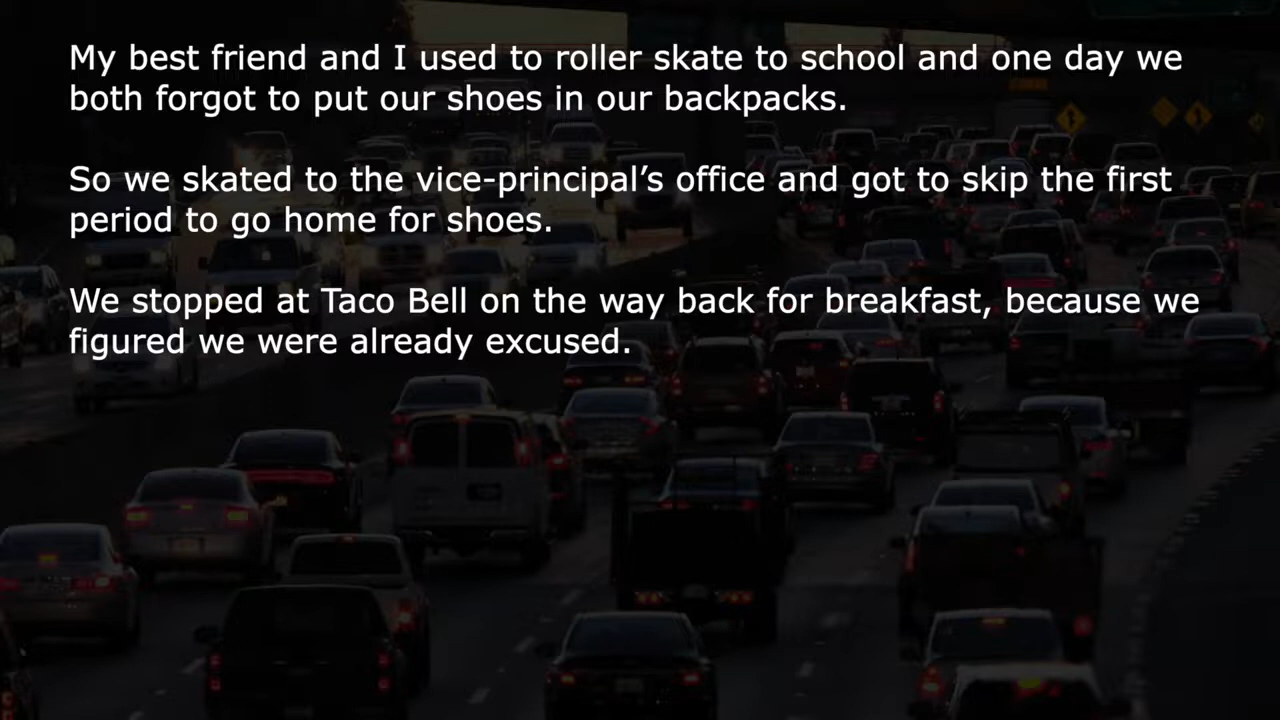 My best friend and I used to roller skate to school and one day we
both forgot to put our shoes in our backpacks.
So we skated to the vice-principal’s office and got to skip the first
period to go home for shoes.
We stopped at Taco Bell on the way back for breakfast, because we
figured we were already excused.